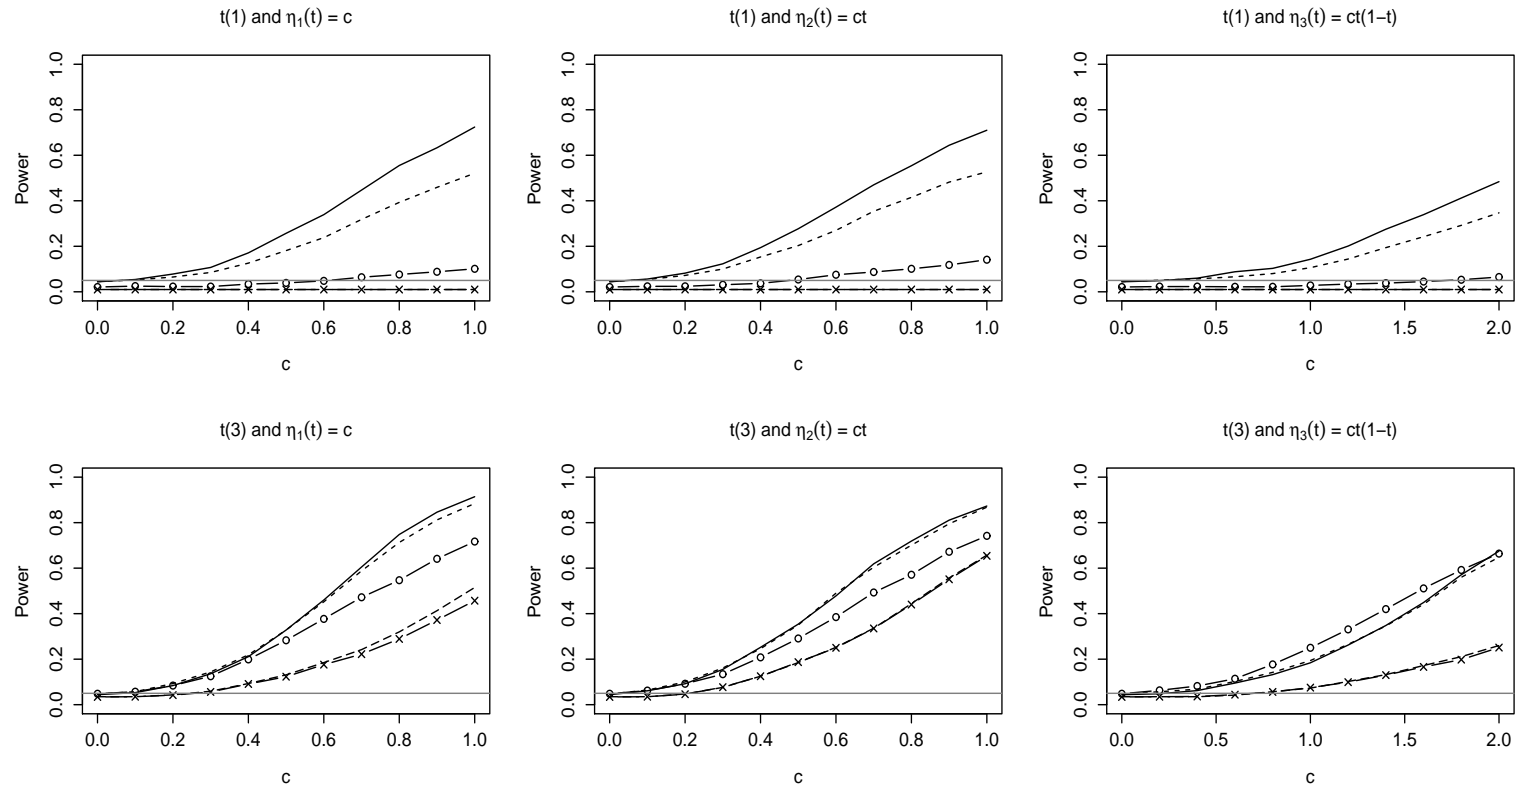 t(1) and η₁(t) = c
t(1) and η₂(t) = ct
t(1) and η₃(t) = ct(1−t)
Power
0.0 0.2 0.4 0.6 0.8 1.0
0.0 0.2 0.4 0.6 0.8 1.0
c
Power
0.0 0.2 0.4 0.6 0.8 1.0
0.0 0.2 0.4 0.6 0.8 1.0
c
Power
0.0 0.2 0.4 0.6 0.8 1.0
0.0 0.5 1.0 1.5 2.0
c
t(3) and η₁(t) = c
t(3) and η₂(t) = ct
t(3) and η₃(t) = ct(1−t)
Power
0.0 0.2 0.4 0.6 0.8 1.0
0.0 0.2 0.4 0.6 0.8 1.0
c
Power
0.0 0.2 0.4 0.6 0.8 1.0
0.0 0.2 0.4 0.6 0.8 1.0
c
Power
0.0 0.2 0.4 0.6 0.8 1.0
0.0 0.5 1.0 1.5 2.0
c